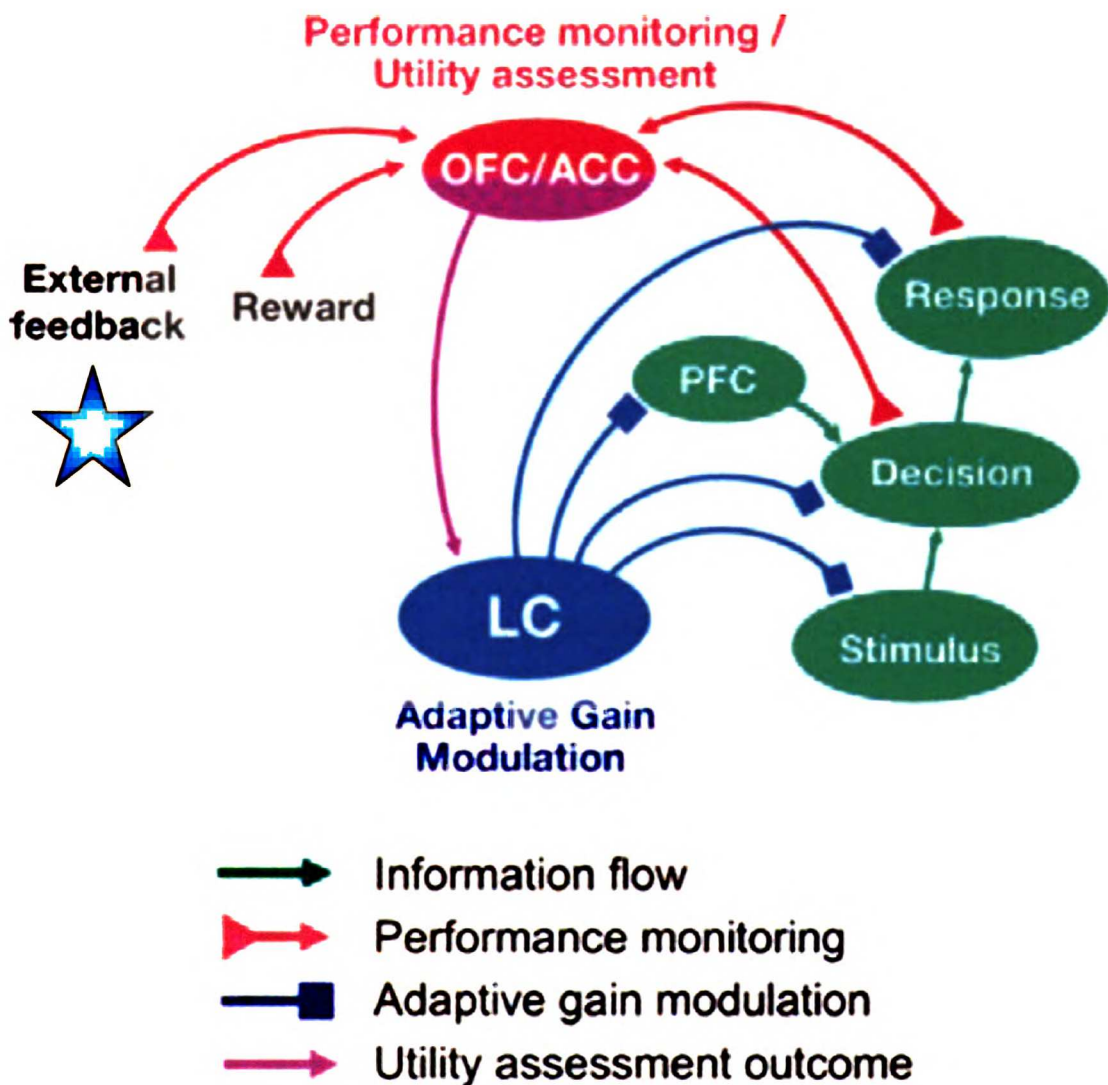 Performance monitoring /
Utility assessment
OFC/ACC
External
feedback
Reward
Response
PFC
Decision
LC
Stimulus
Adaptive Gain
Modulation
Information flow
Performance monitoring
Adaptive gain modulation
Utility assessment outcome